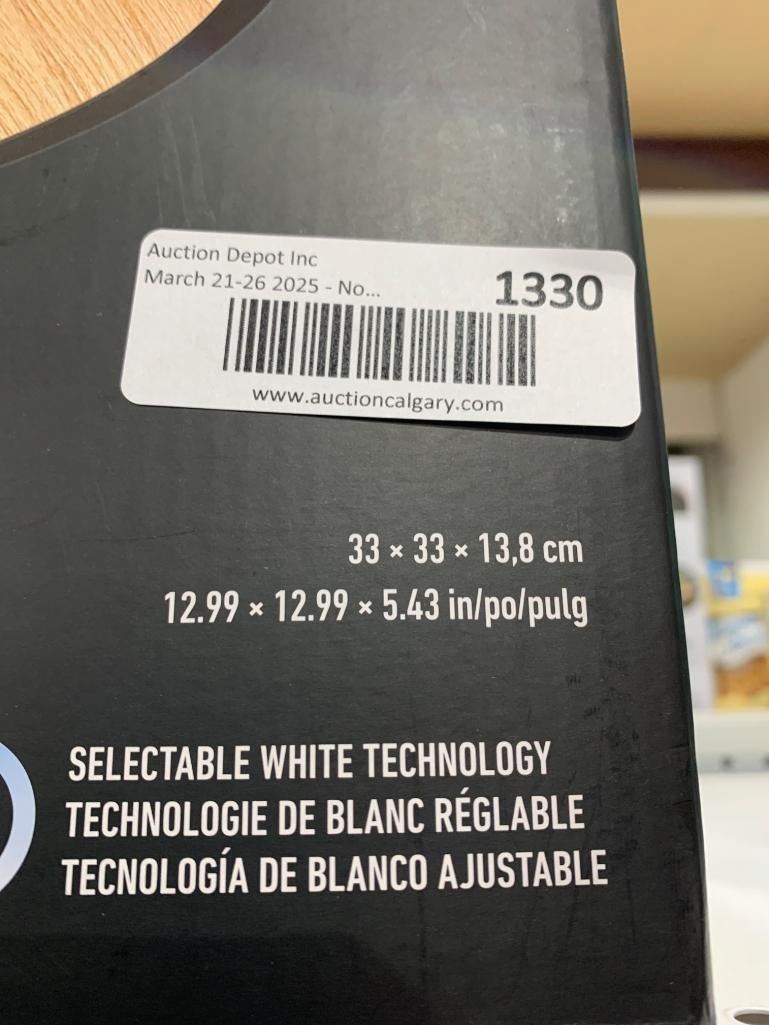 Auction Depot Inc
March 21-26 2025 - No...
1330
www.auctioncalgary.com
33 × 33 × 13,8 cm
12.99 × 12.99 × 5.43 in/po/pulg
SELECTABLE WHITE TECHNOLOGY
TECHNOLOGIE DE BLANC RÉGLABLE
TECNOLOGÍA DE BLANCO AJUSTABLE